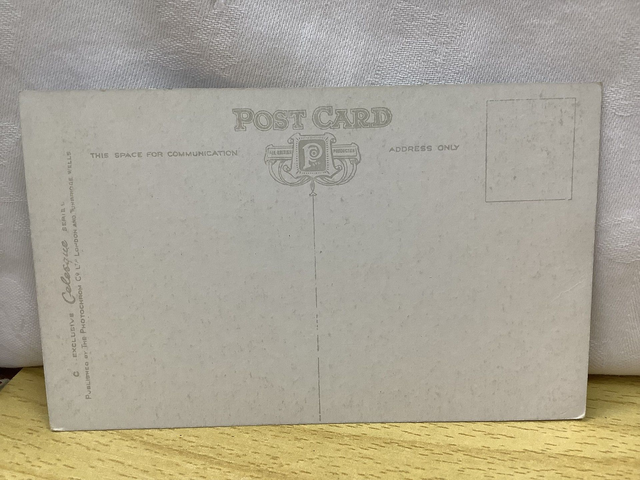 POST CARD
THIS SPACE FOR COMMUNICATION
ADDRESS ONLY
P
EXCLUSIVE Celesque SERIES
PUBLISHED BY THE PHOTOCHROM CO LTD LONDON AND TUNBRIDGE WELLS